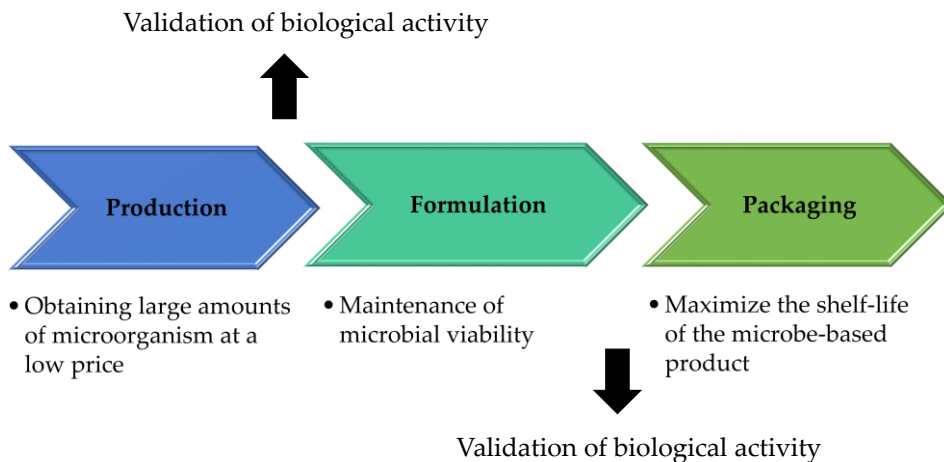 Validation of biological activity
Production
Formulation
Packaging
• Obtaining large amounts
of microorganism at a
low price
• Maintenance of
microbial viability
• Maximize the shelf-life
of the microbe-based
product
Validation of biological activity